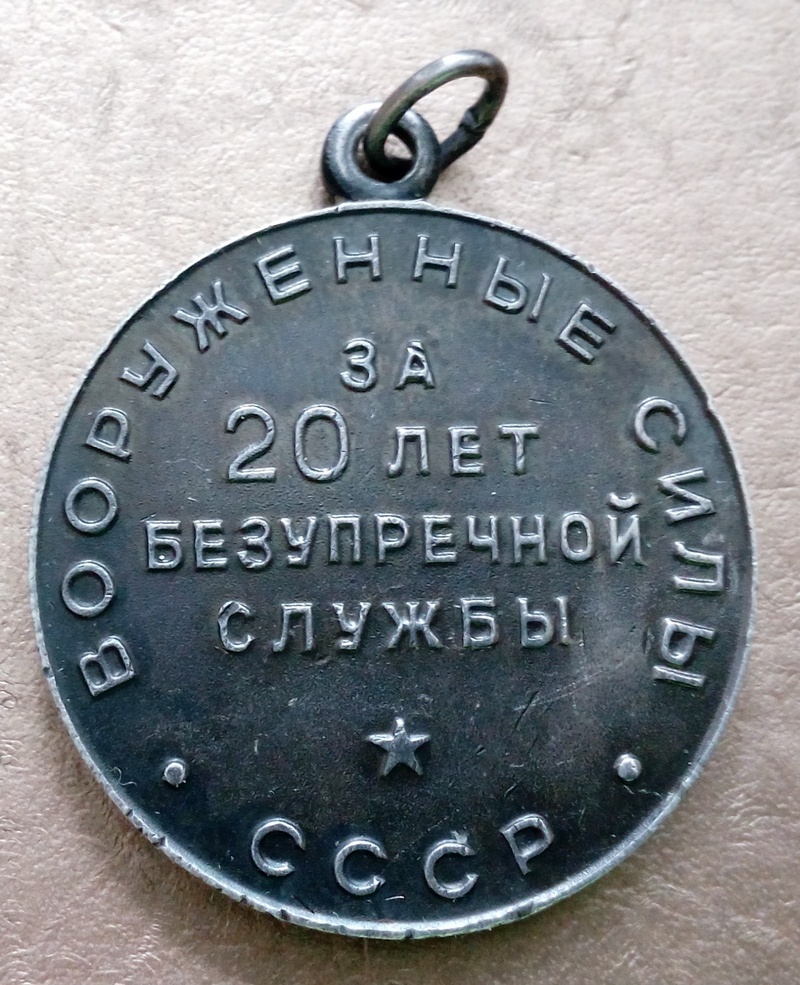 ВООРУЖЕННЫЕ СИЛЫ
ЗА
20 ЛЕТ
БЕЗУПРЕЧНОЙ
СЛУЖБЫ
СССР